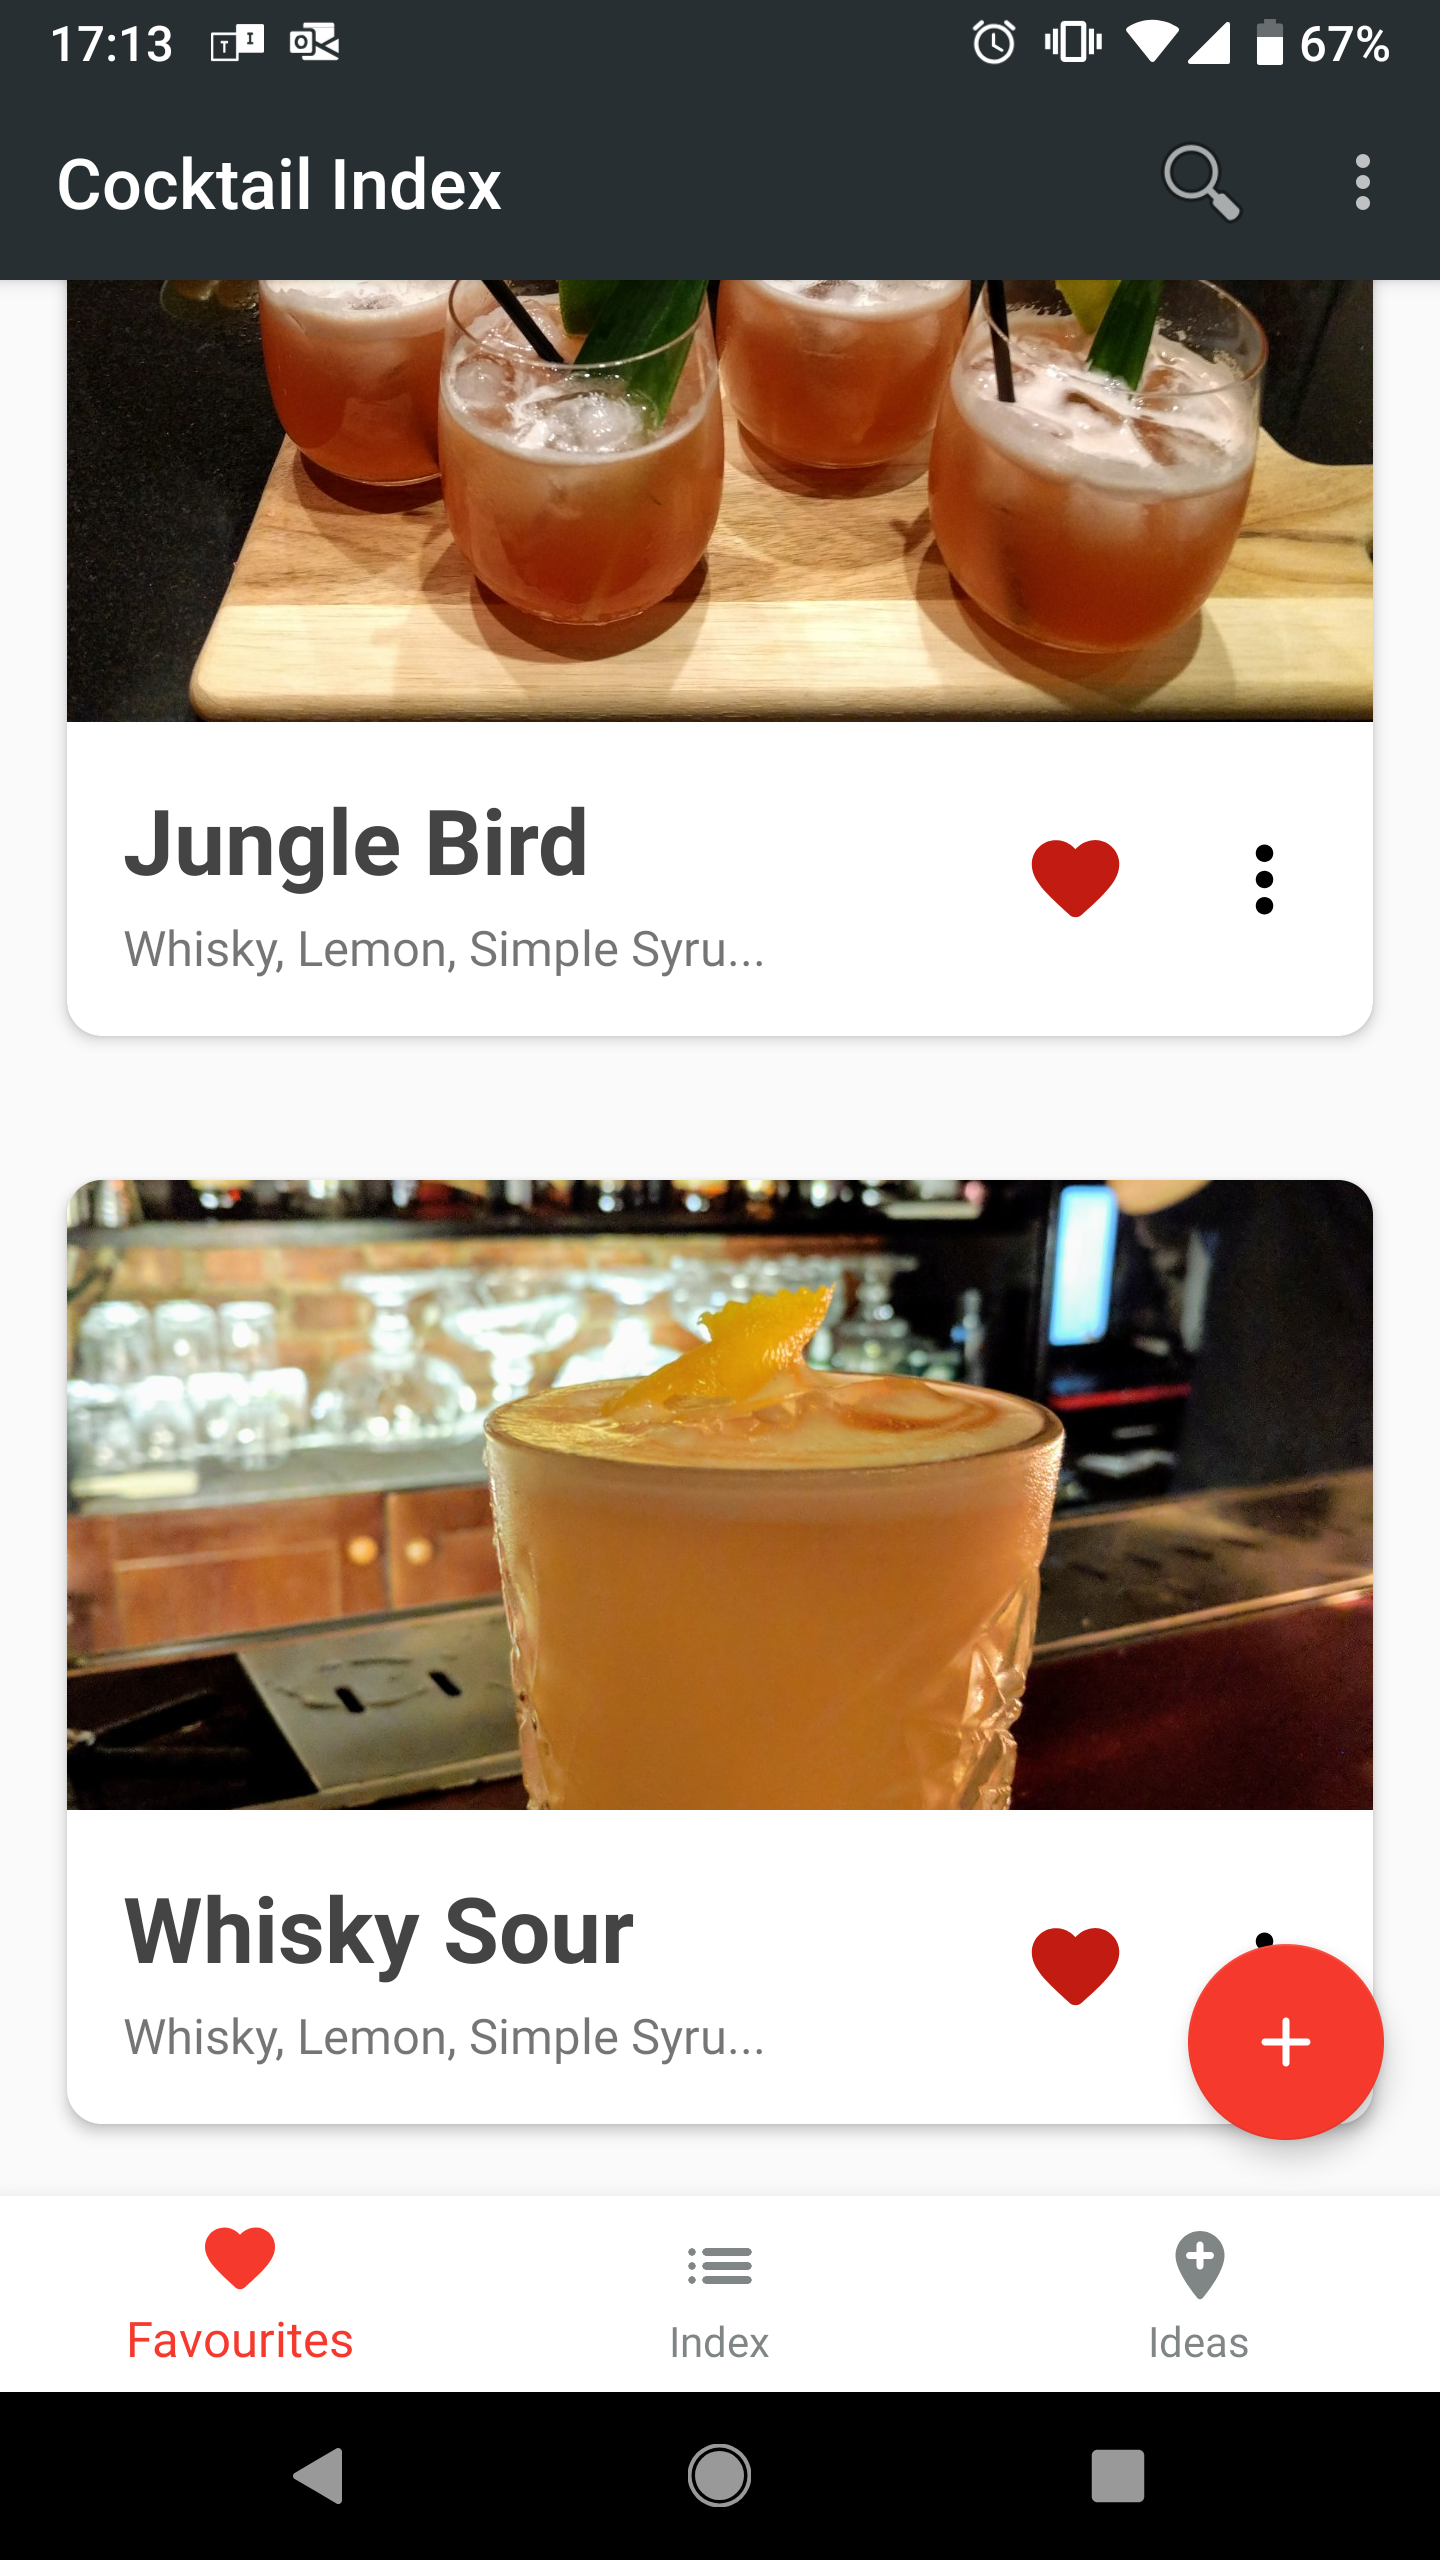 17:13 T I O 67%
Cocktail Index
Jungle Bird
Whisky, Lemon, Simple Syru...
Whisky Sour
Whisky, Lemon, Simple Syru...
Favourites Index Ideas